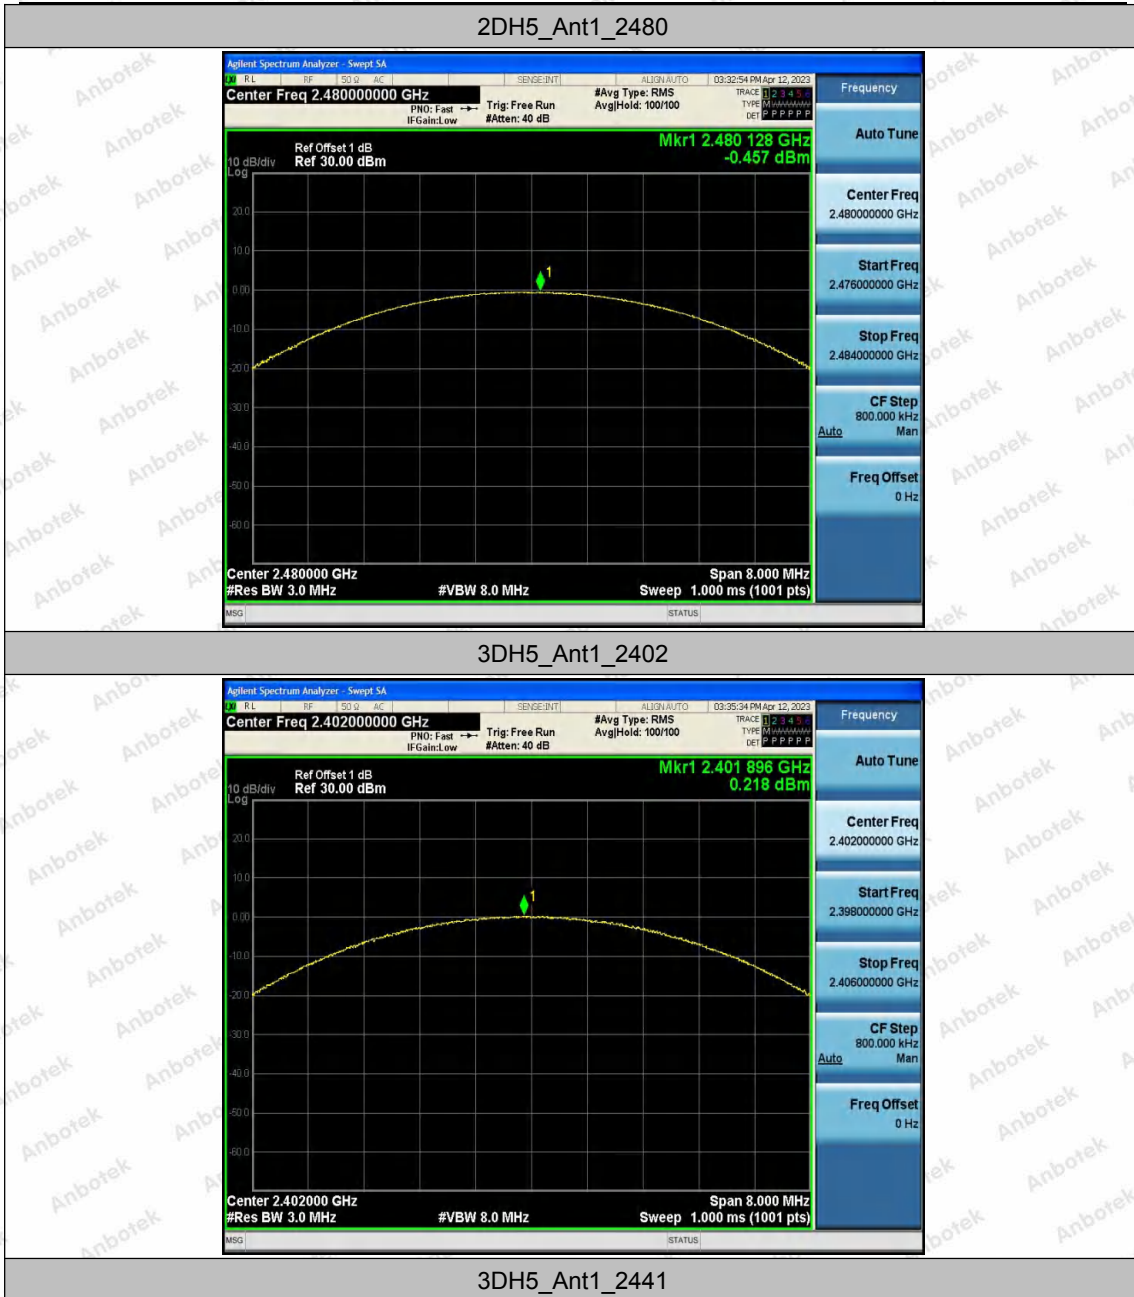 2DH5_Ant1_2480
Agilent Spectrum Analyzer - Swept SA
RL RF 50 Ω AC SENSE:INT ALIGN AUTO 03:32:54 PM Apr 12, 2023
Center Freq 2.480000000 GHz
PNO: Fast
IFGain:Low
Trig: Free Run
#Atten: 40 dB
#Avg Type: RMS
Avg|Hold: 100/100
TRACE 1 2 3 4 5 6
TYPE M
DET P P P P P P
Frequency
Mkr1 2.480 128 GHz
-0.457 dBm
Ref Offset 1 dB
10 dB/div Ref 30.00 dBm
Log
20.0
10.0
0.00
-10.0
-20.0
-30.0
-40.0
-50.0
-60.0
1
Auto Tune
Center Freq
2.480000000 GHz
Start Freq
2.476000000 GHz
Stop Freq
2.484000000 GHz
CF Step
800.000 kHz
Auto Man
Freq Offset
0 Hz
Center 2.480000 GHz Span 8.000 MHz
#Res BW 3.0 MHz #VBW 8.0 MHz Sweep 1.000 ms (1001 pts)
MSG STATUS
3DH5_Ant1_2402
Agilent Spectrum Analyzer - Swept SA
RL RF 50 Ω AC SENSE:INT ALIGN AUTO 03:35:34 PM Apr 12, 2023
Center Freq 2.402000000 GHz
PNO: Fast
IFGain:Low
Trig: Free Run
#Atten: 40 dB
#Avg Type: RMS
Avg|Hold: 100/100
TRACE 1 2 3 4 5 6
TYPE M
DET P P P P P P
Frequency
Mkr1 2.401 896 GHz
0.218 dBm
Ref Offset 1 dB
10 dB/div Ref 30.00 dBm
Log
20.0
10.0
0.00
-10.0
-20.0
-30.0
-40.0
-50.0
-60.0
1
Auto Tune
Center Freq
2.402000000 GHz
Start Freq
2.398000000 GHz
Stop Freq
2.406000000 GHz
CF Step
800.000 kHz
Auto Man
Freq Offset
0 Hz
Center 2.402000 GHz Span 8.000 MHz
#Res BW 3.0 MHz #VBW 8.0 MHz Sweep 1.000 ms (1001 pts)
MSG STATUS
3DH5_Ant1_2441
Anbotek